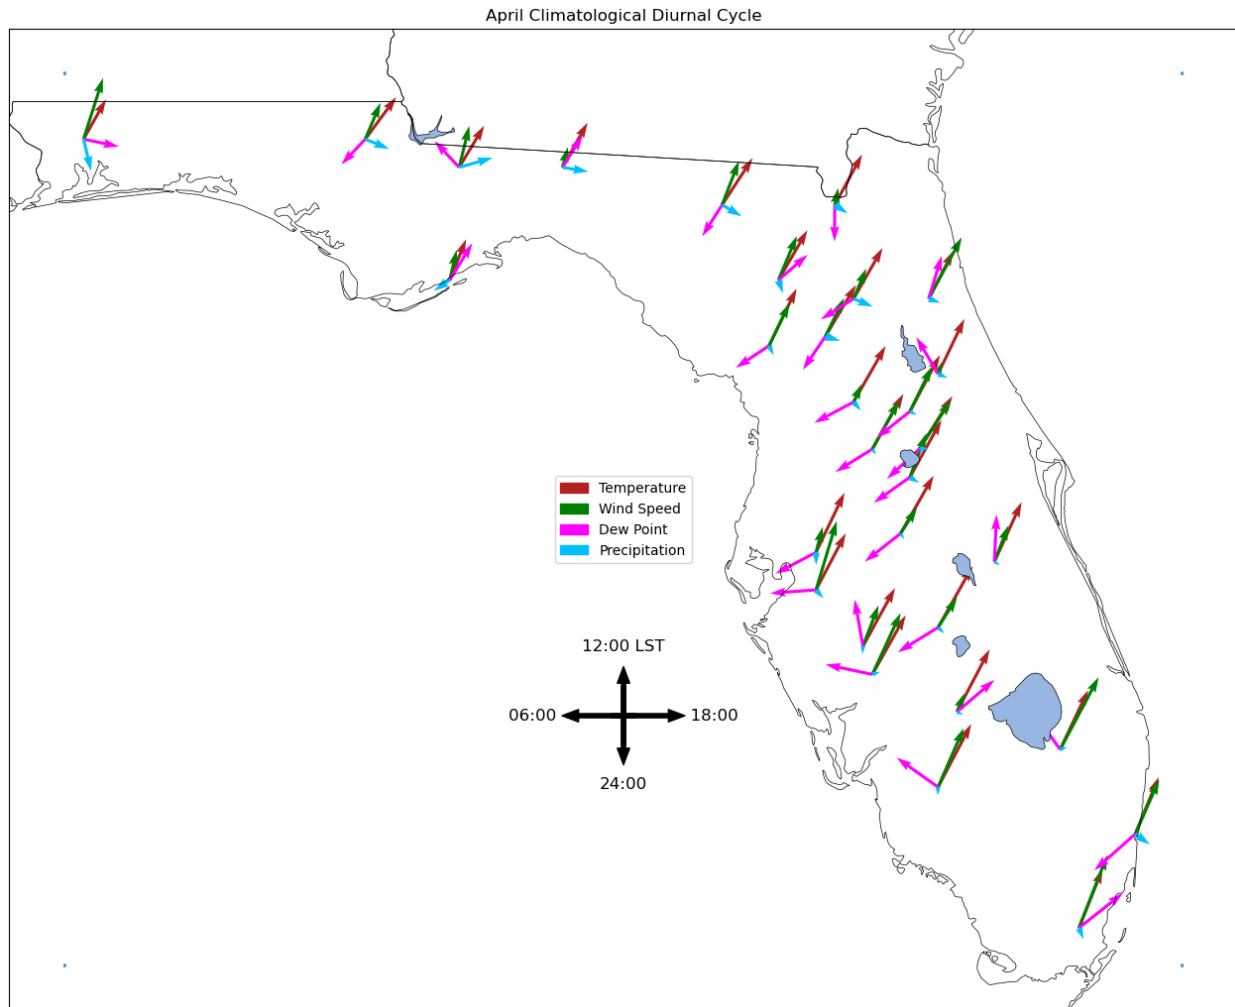 April Climatological Diurnal Cycle
Temperature
Wind Speed
Dew Point
Precipitation
12:00 LST
06:00
18:00
24:00